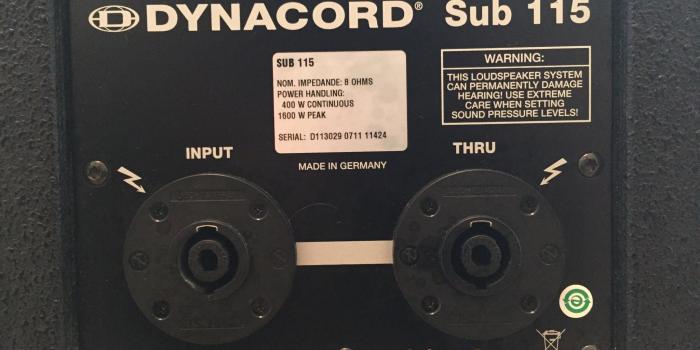 DYNACORD® Sub 115
SUB 115
NOM. IMPEDANDE: 8 OHMS
POWER HANDLING:
400 W CONTINUOUS
1600 W PEAK
SERIAL: D113029 0711 11424
WARNING:
THIS LOUDSPEAKER SYSTEM
CAN PERMANENTLY DAMAGE
HEARING! USE EXTREME
CARE WHEN SETTING
SOUND PRESSURE LEVELS!
INPUT
THRU
MADE IN GERMANY